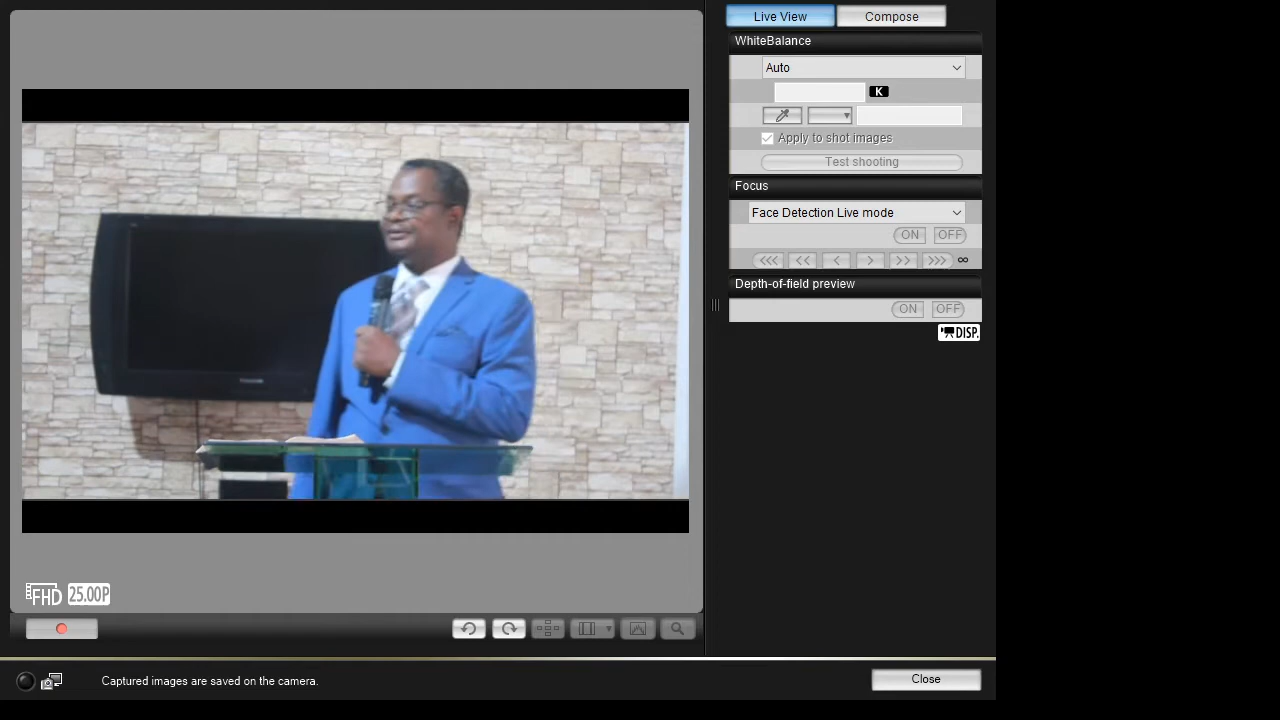 Live View
Compose
WhiteBalance
Auto
K
Apply to shot images
Test shooting
Focus
Face Detection Live mode
ON OFF
<<< << < > >> >>> ∞
Depth-of-field preview
ON OFF
DISP.
FHD 25.00P
Captured images are saved on the camera.
Close